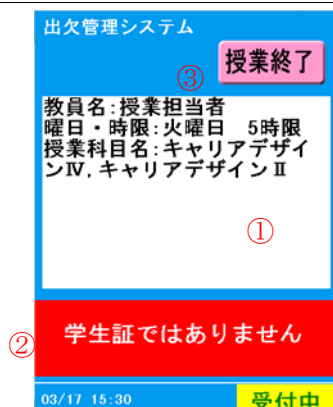 出欠管理システム
授業終了
③
教員名:授業担当者
曜日・時限:火曜日 5時限
授業科目名:キャリアデザイ
ンⅣ,キャリアデザインⅡ
①
② 学生証ではありません
03/17 15:30 受付中